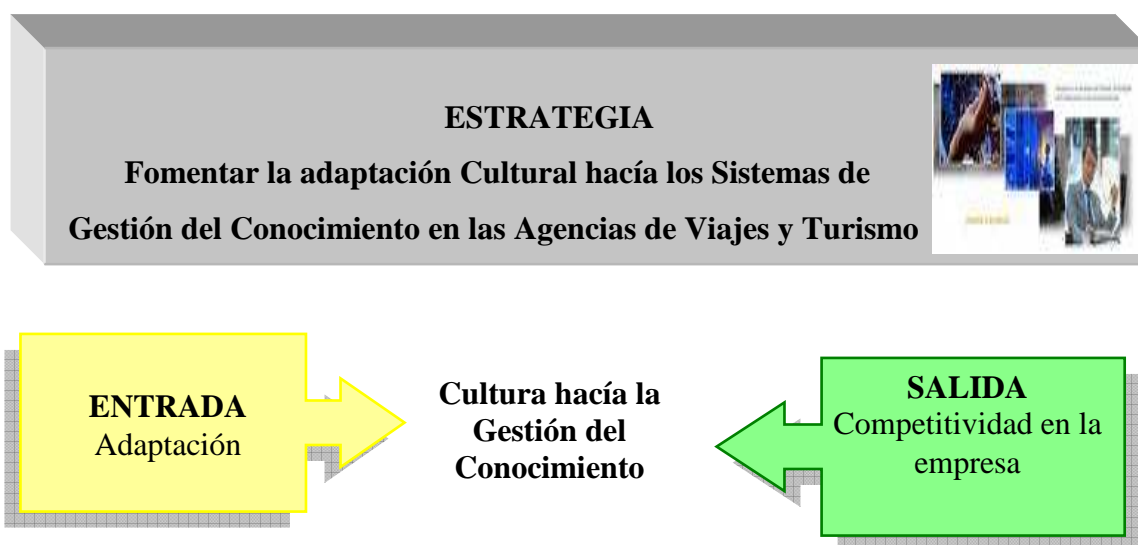 ESTRATEGIA
Fomentar la adaptación Cultural hacía los Sistemas de
Gestión del Conocimiento en las Agencias de Viajes y Turismo
ENTRADA
Adaptación
Cultura hacía la
Gestión del
Conocimiento
SALIDA
Competitividad en la
empresa